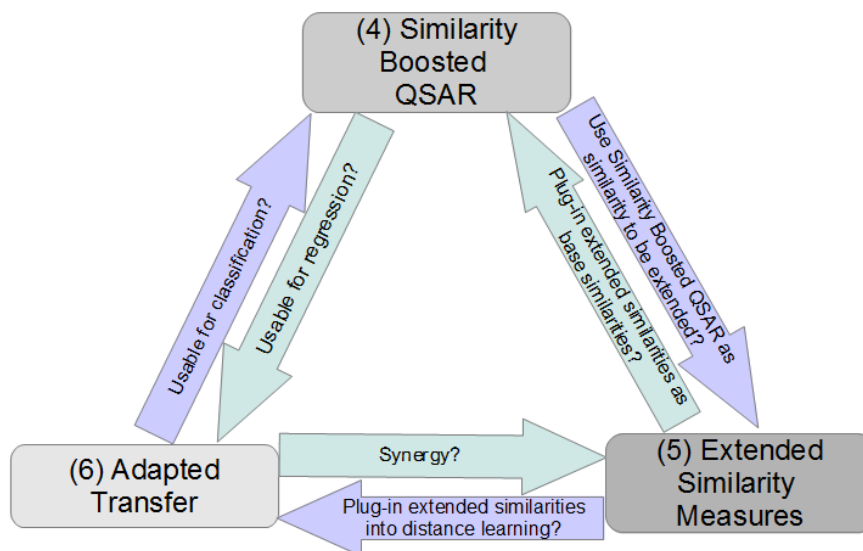 (4) Similarity
Boosted
QSAR
Usable for classification?
Usable for regression?
Plug-in extended similarities as
base similarities?
Use Similarity Boosted QSAR as
similarity to be extended?
(6) Adapted
Transfer
Synergy?
Plug-in extended similarities
into distance learning?
(5) Extended
Similarity
Measures